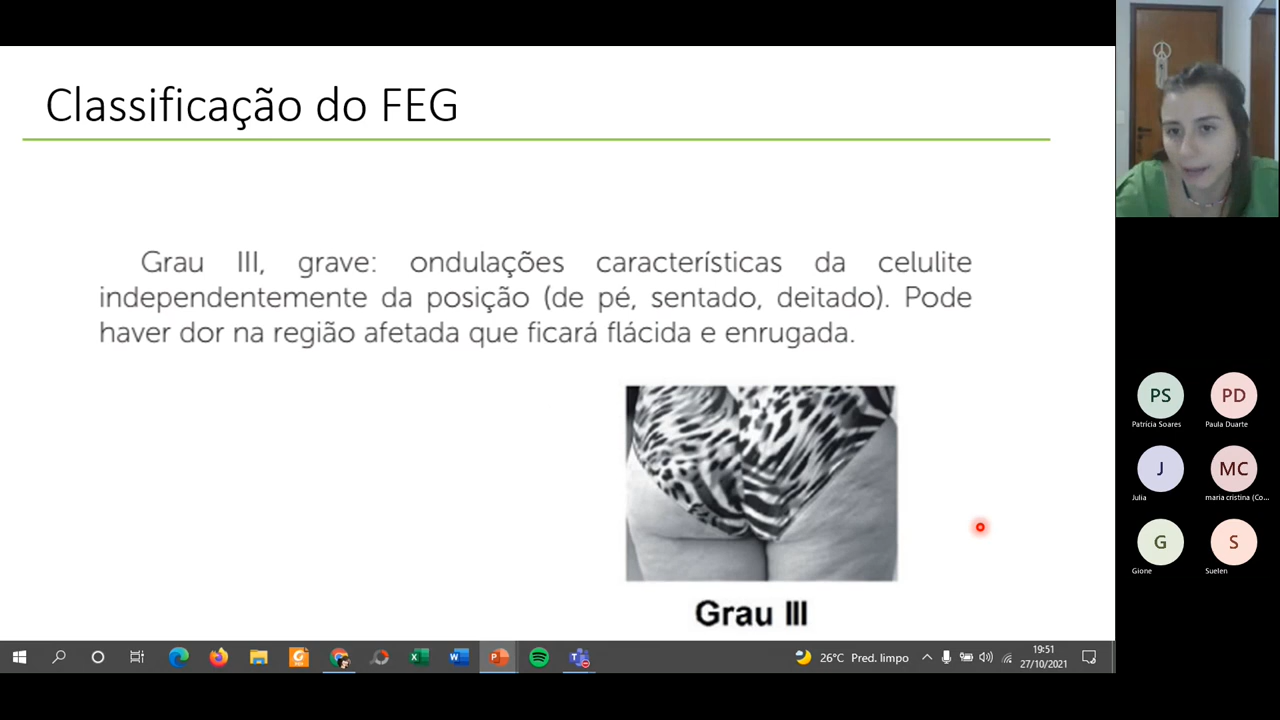 Classificação do FEG
Grau III, grave: ondulações características da celulite
independentemente da posição (de pé, sentado, deitado). Pode
haver dor na região afetada que ficará flácida e enrugada.
Grau III
PS
PD
Patricia Soares
Paula Duarte
J
MC
Julia
maria cristina (Co...
G
S
Gione
Suelen
26°C Pred. limpo
19:51
27/10/2021